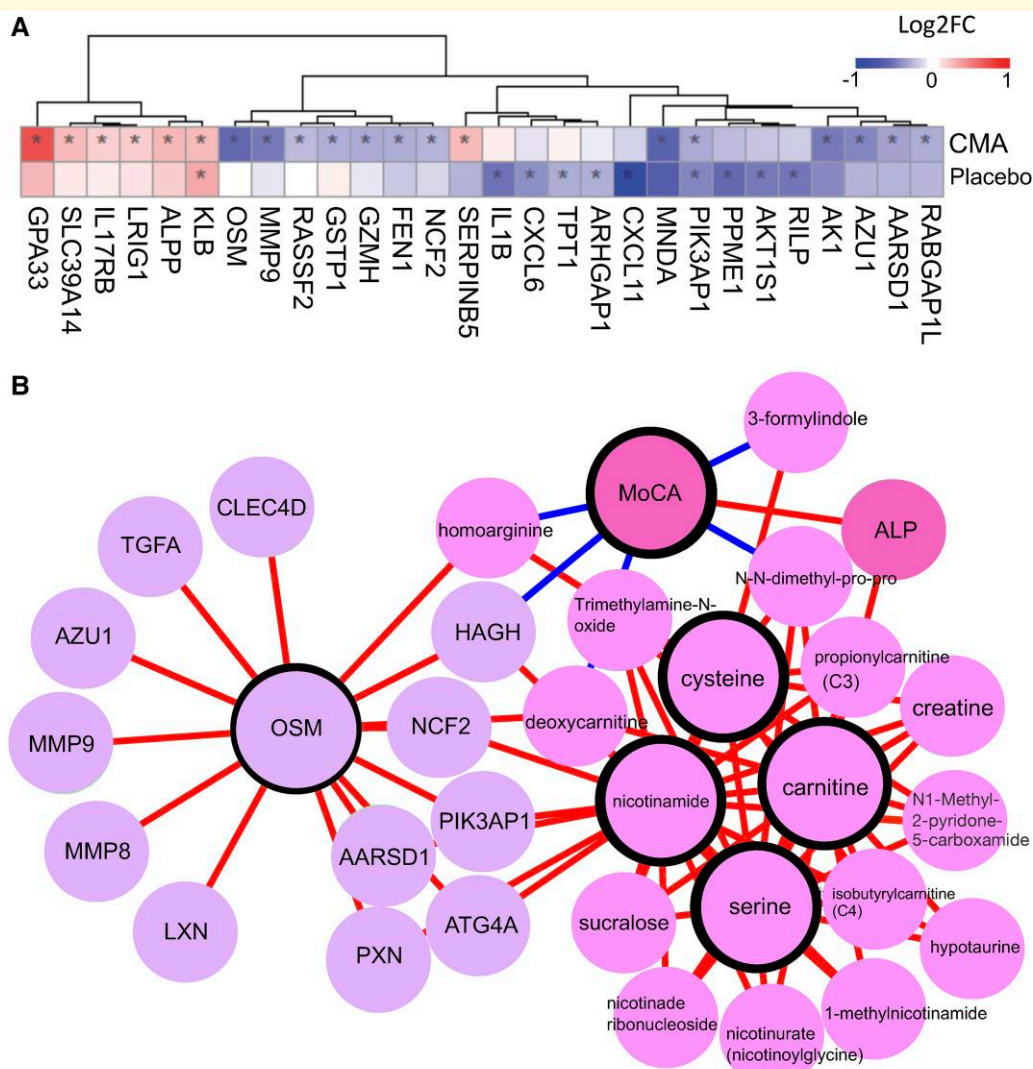 A
Log2FC
-1 0 1
* * * * * * * * * * * * * * * * * * * * CMA
* * * * * * * * * * Placebo
GPA33
SLC39A14
IL17RB
LRIG1
ALPP
KLB
OSM
MMP9
RASSF2
GSTP1
GZMH
FEN1
NCF2
SERPINB5
IL1B
CXCL6
TPT1
ARHGAP1
CXCL11
MNDA
PIK3AP1
PPME1
AKT1S1
RILP
AK1
AZU1
AARSD1
RABGAP1L
B
3-formylindole
MoCA
CLEC4D
homoarginine
ALP
TGFA
N-N-dimethyl-pro-pro
Trimethylamine-N-
oxide
HAGH
AZU1
cysteine
propionylcarnitine
(C3)
creatine
OSM
NCF2
deoxycarnitine
MMP9
nicotinamide
carnitine
N1-Methyl-
2-pyridone-
5-carboxamide
PIK3AP1
MMP8
AARSD1
isobutyrylcarnitine
(C4)
serine
sucralose
ATG4A
LXN
PXN
hypotaurine
nicotinade
ribonucleoside
1-methylnicotinamide
nicotinurate
(nicotinoylglycine)